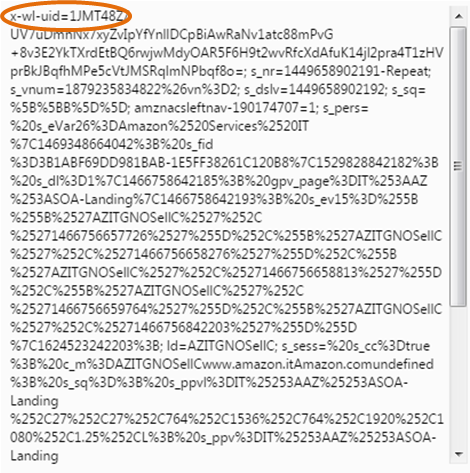 x-wl-uid=1JMT48Z
UV7uDmnNx7xyZvIpYfYnllDCpBiAwRaNv1atc88mPvG
+8v3E2YkTXrdEtBQ6rwjwMdyOAR5F6H9t2wvRfcXdAfuK14jI2pra4T1zHV
prBkJBqfhMPe5cVtJMSRqImNPbqf8o=; s_nr=1449658902191-Repeat;
s_vnum=1879235834822%26vn%3D2; s_dslv=1449658902195; s_sq=
%5B%5BB%5D%5D; amznacsleftnav-190174707=1; s_pers=
%20s_eVar26%3DAmazon%2520Services%2520IT
%7C1469348664042%3B%20s_fid
%3D3B1ABF69DD981BAB-1E5FF38261C120B8%7C1529828842182%3B
%20s_dl%3D1%7C1466758642185%3B%20gpv_page%3DIT%253AAZ
%253ASOA-Landing%7C1466758642193%3B%20s_ev15%3D%255B
%255B%2527AZITGNOSellC%2527%252C
%25271466756657726%2527%255D%252C%255B%2527AZITGNOSellC
%2527%252C%25271466756658276%2527%255D%252C%255B
%2527AZITGNOSellC%2527%252C%25271466756658813%2527%255D
%252C%255B%2527AZITGNOSellC%2527%252C
%25271466756659764%2527%255D%252C%255B%2527AZITGNOSellC
%2527%252C%25271466756842203%2527%255D%255D
%7C1624523242203%3B; ld=AZITGNOSellC; s_sess=%20s_cc%3Dtrue
%3B%20c_m%3DAZITGNOSellCwww.amazon.itAmazon.comundefined
%3B%20s_sq%3D%3B%20s_ppvl%3DIT%25253AAZ%25253ASOA-
Landing
%252C27%252C27%252C764%252C1536%252C764%252C1920%252C1
080%252C1.25%252CL%3B%20s_ppv%3DIT%25253AAZ%25253ASOA-
Landing